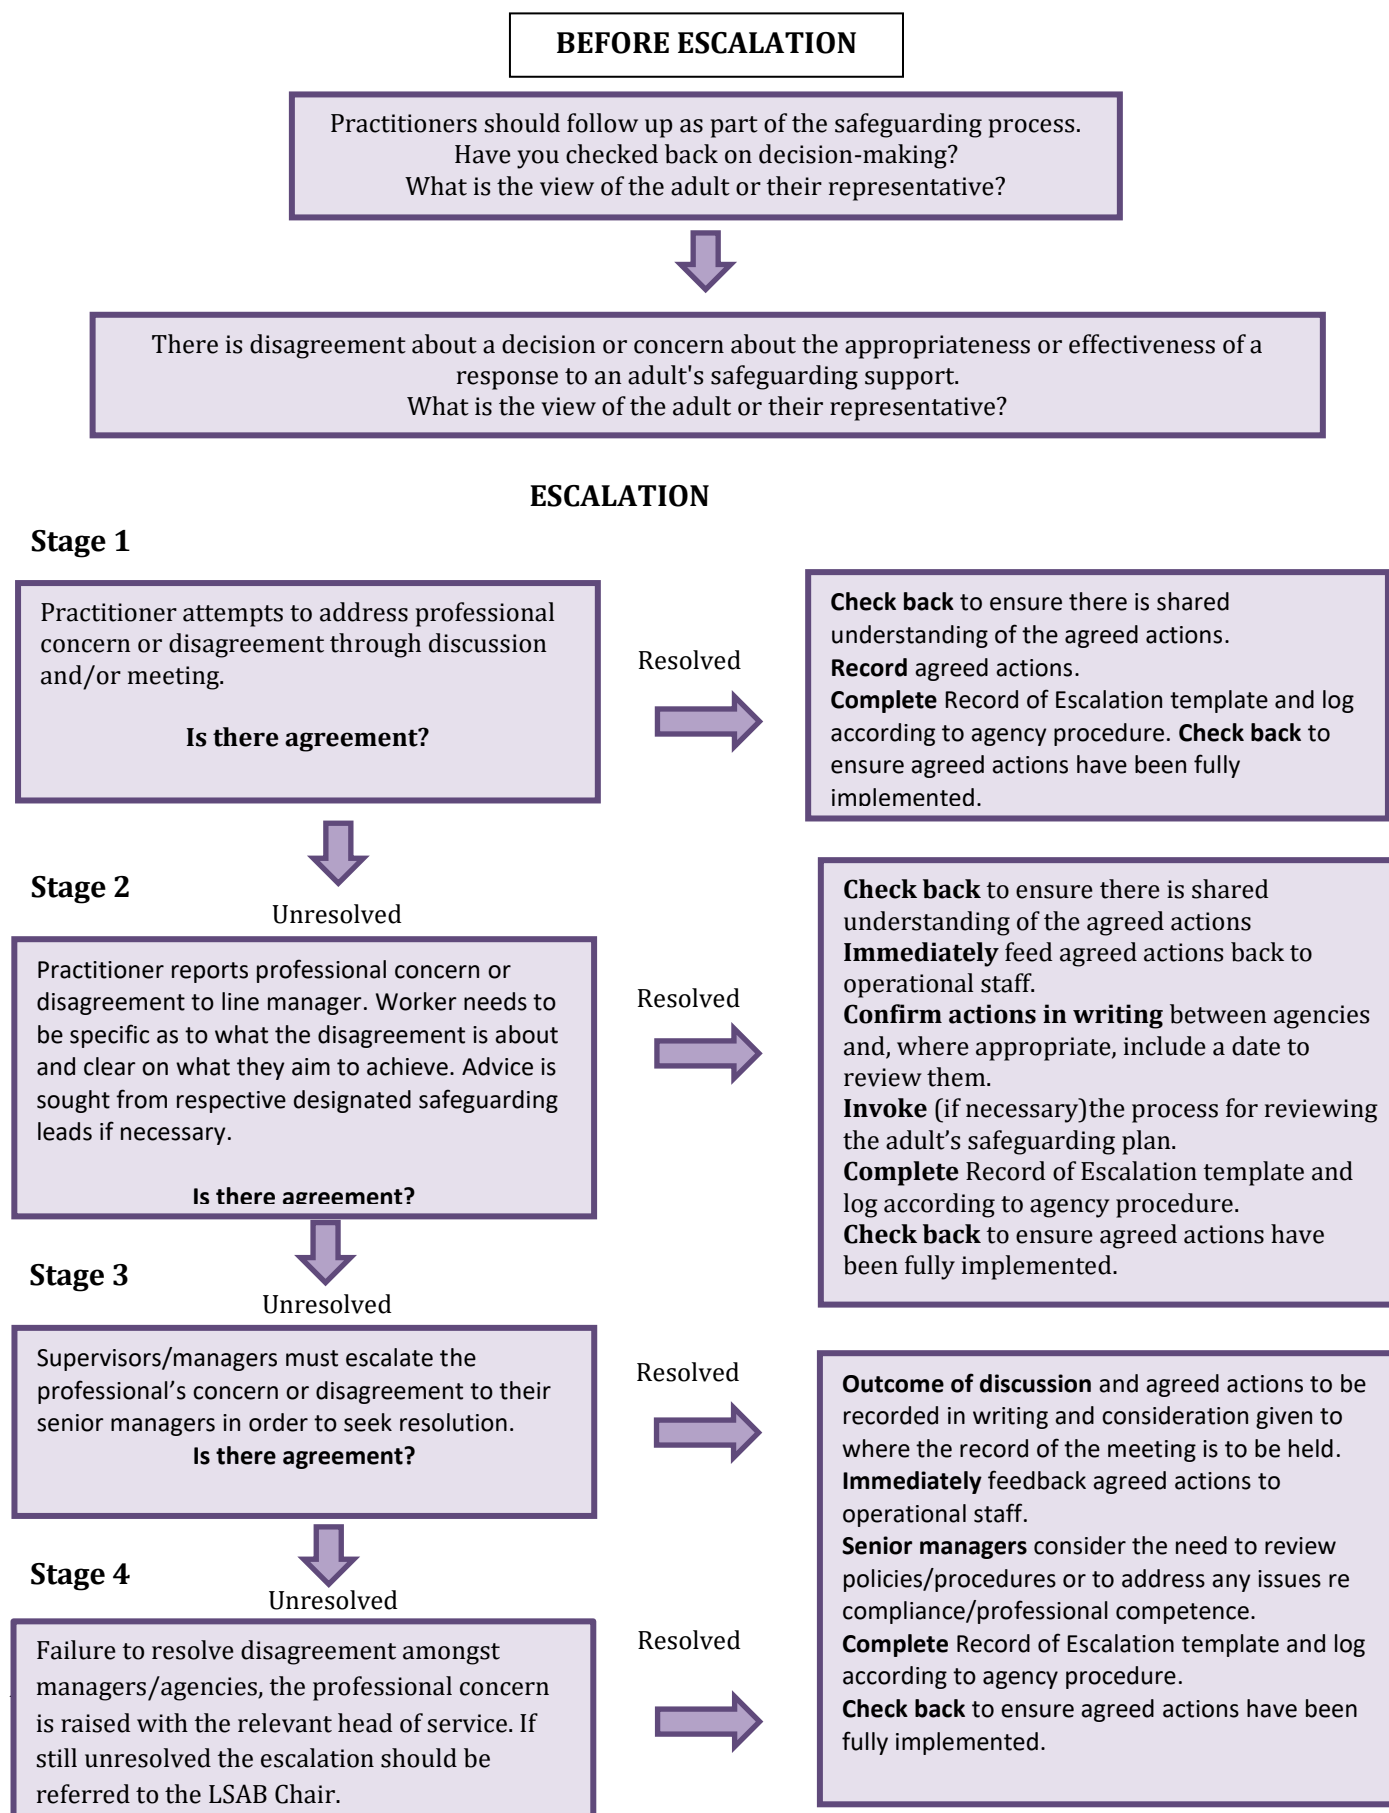 BEFORE ESCALATION
Practitioners should follow up as part of the safeguarding process.
Have you checked back on decision-making?
What is the view of the adult or their representative?
There is disagreement about a decision or concern about the appropriateness or effectiveness of a
response to an adult's safeguarding support.
What is the view of the adult or their representative?
ESCALATION
Stage 1
Practitioner attempts to address professional
concern or disagreement through discussion
and/or meeting.
Is there agreement?
Resolved
Check back to ensure there is shared
understanding of the agreed actions.
Record agreed actions.
Complete Record of Escalation template and log
according to agency procedure. Check back to
ensure agreed actions have been fully
implemented.
Stage 2
Unresolved
Practitioner reports professional concern or
disagreement to line manager. Worker needs to
be specific as to what the disagreement is about
and clear on what they aim to achieve. Advice is
sought from respective designated safeguarding
leads if necessary.
Is there agreement?
Resolved
Check back to ensure there is shared
understanding of the agreed actions
Immediately feed agreed actions back to
operational staff.
Confirm actions in writing between agencies
and, where appropriate, include a date to
review them.
Invoke (if necessary)the process for reviewing
the adult’s safeguarding plan.
Complete Record of Escalation template and
log according to agency procedure.
Check back to ensure agreed actions have
been fully implemented.
Stage 3
Unresolved
Supervisors/managers must escalate the
professional’s concern or disagreement to their
senior managers in order to seek resolution.
Is there agreement?
Resolved
Outcome of discussion and agreed actions to be
recorded in writing and consideration given to
where the record of the meeting is to be held.
Immediately feedback agreed actions to
operational staff.
Senior managers consider the need to review
policies/procedures or to address any issues re
compliance/professional competence.
Complete Record of Escalation template and log
according to agency procedure.
Check back to ensure agreed actions have been
fully implemented.
Stage 4
Unresolved
Failure to resolve disagreement amongst
managers/agencies, the professional concern
is raised with the relevant head of service. If
still unresolved the escalation should be
referred to the LSAB Chair.
Resolved